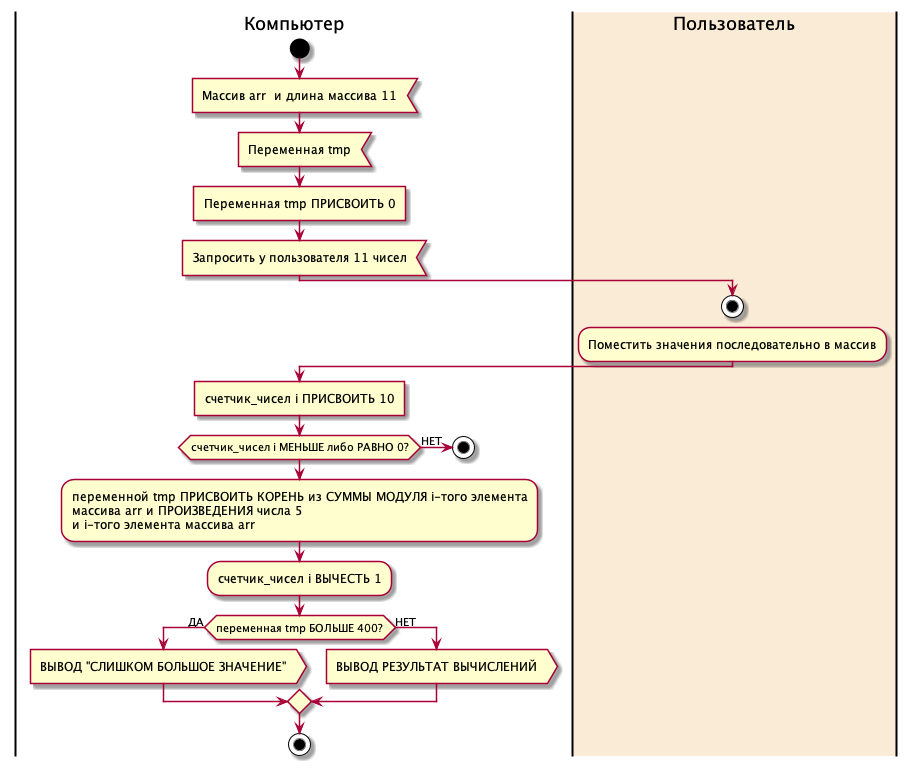 Компьютер
Пользователь
Массив arr  и длина массива 11
Переменная tmp
Переменная tmp ПРИСВОИТЬ 0
Запросить у пользователя 11 чисел
Поместить значения последовательно в массив
счетчик_чисел i ПРИСВОИТЬ 10
счетчик_чисел i МЕНЬШЕ либо РАВНО 0?
НЕТ
переменной tmp ПРИСВОИТЬ КОРЕНЬ из СУММЫ МОДУЛЯ i-того элемента
массива arr и ПРОИЗВЕДЕНИЯ числа 5
и i-того элемента массива arr
счетчик_чисел i ВЫЧЕСТЬ 1
ДА
переменная tmp БОЛЬШЕ 400?
НЕТ
ВЫВОД "СЛИШКОМ БОЛЬШОЕ ЗНАЧЕНИЕ"
ВЫВОД РЕЗУЛЬТАТ ВЫЧИСЛЕНИЙ